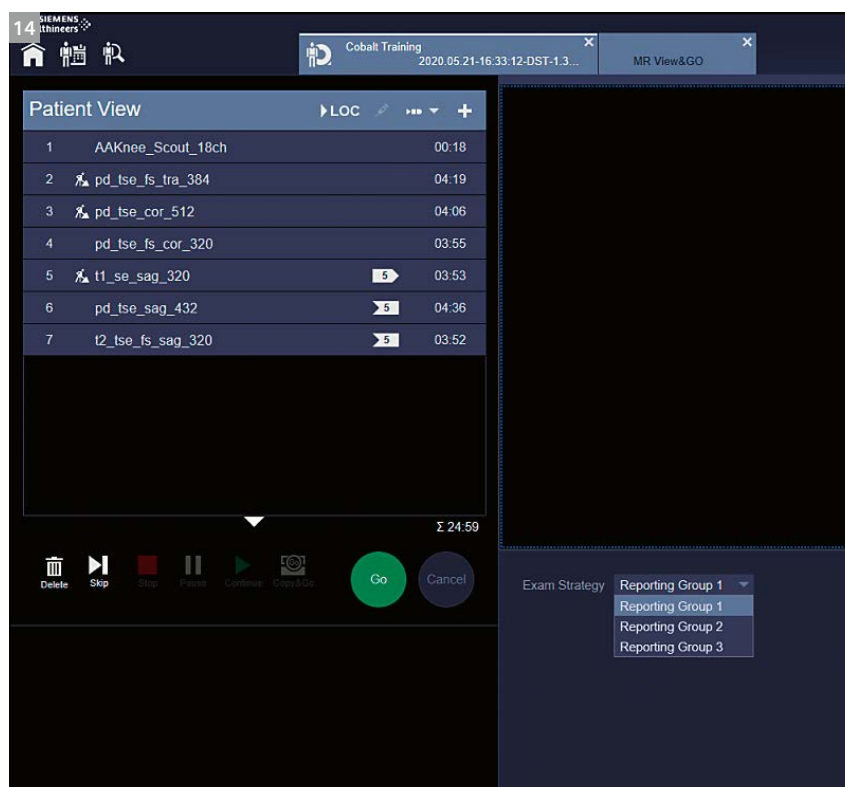 14
SIEMENS
Healthineers
Cobalt Training
2020.05.21-16:33:12-DST-1.3...
MR View&GO
Patient View
LOC
1 AAKnee_Scout_18ch 00:18
2 pd_tse_fs_tra_384 04:19
3 pd_tse_cor_512 04:06
4 pd_tse_fs_cor_320 03:55
5 t1_se_sag_320 5 03:53
6 pd_tse_sag_432 5 04:36
7 t2_tse_fs_sag_320 5 03:52
Σ 24:59
Delete Skip Stop Pause Continue Copy&Go Go Cancel
Exam Strategy Reporting Group 1
Reporting Group 1
Reporting Group 2
Reporting Group 3